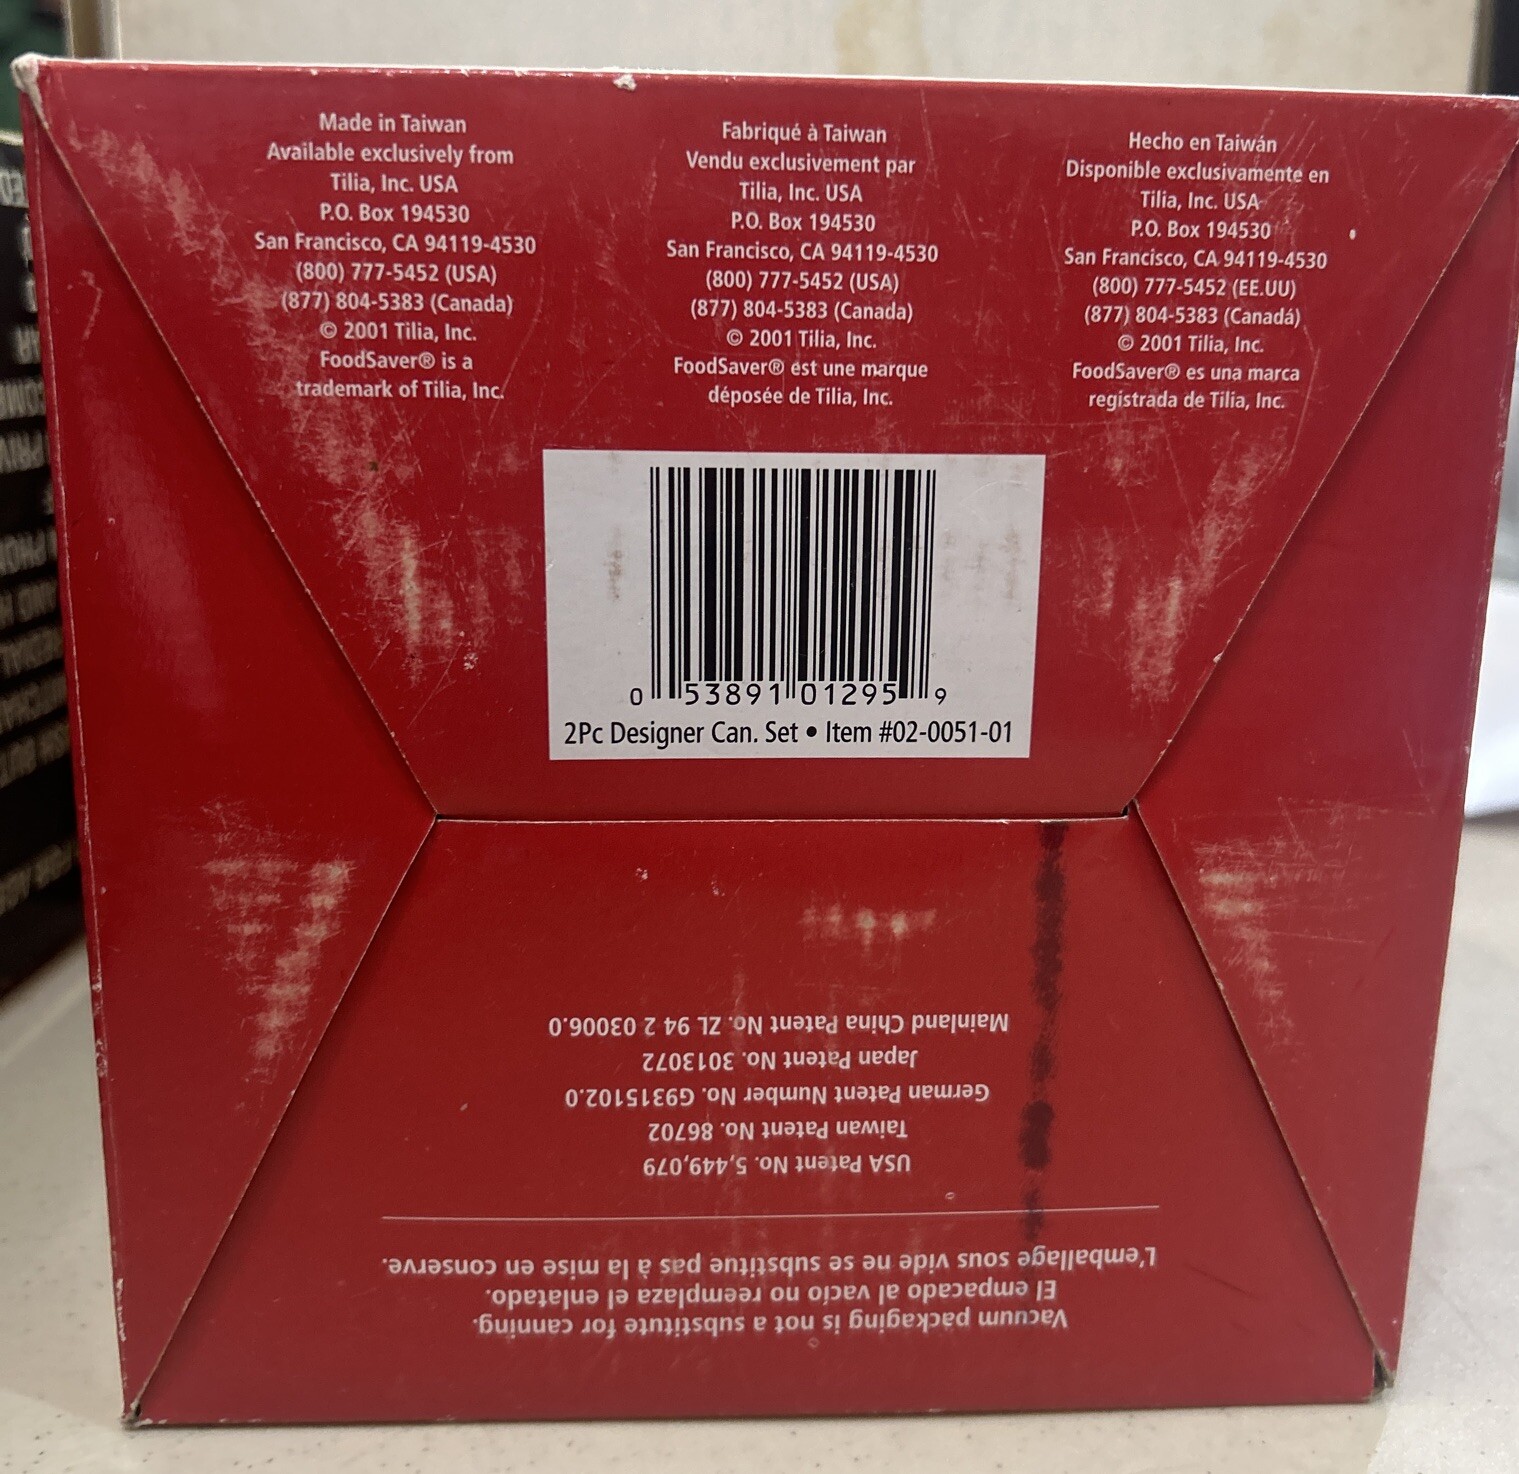 Made in Taiwan
Available exclusively from
Tilia, Inc. USA
P.O. Box 194530
San Francisco, CA 94119-4530
(800) 777-5452 (USA)
(877) 804-5383 (Canada)
© 2001 Tilia, Inc.
FoodSaver® is a
trademark of Tilia, Inc.
Fabriqué à Taiwan
Vendu exclusivement par
Tilia, Inc. USA
P.O. Box 194530
San Francisco, CA 94119-4530
(800) 777-5452 (USA)
(877) 804-5383 (Canada)
© 2001 Tilia, Inc.
FoodSaver® est une marque
déposée de Tilia, Inc.
Hecho en Taiwán
Disponible exclusivamente en
Tilia, Inc. USA
P.O. Box 194530
San Francisco, CA 94119-4530
(800) 777-5452 (EE.UU)
(877) 804-5383 (Canadá)
© 2001 Tilia, Inc.
FoodSaver® es una marca
registrada de Tilia, Inc.
0 53891 01295 9
2Pc Designer Can. Set • Item #02-0051-01
Vacuum packaging is not a substitute for canning.
El empacado al vacío no reemplaza el enlatado.
L'emballage sous vide ne se substitue pas à la mise en conserve.
USA Patent No. 5,449,079
Taiwan Patent No. 86702
German Patent Number No. G9315102.0
Japan Patent No. 3013072
Mainland China Patent No. ZL 94 2 03006.0